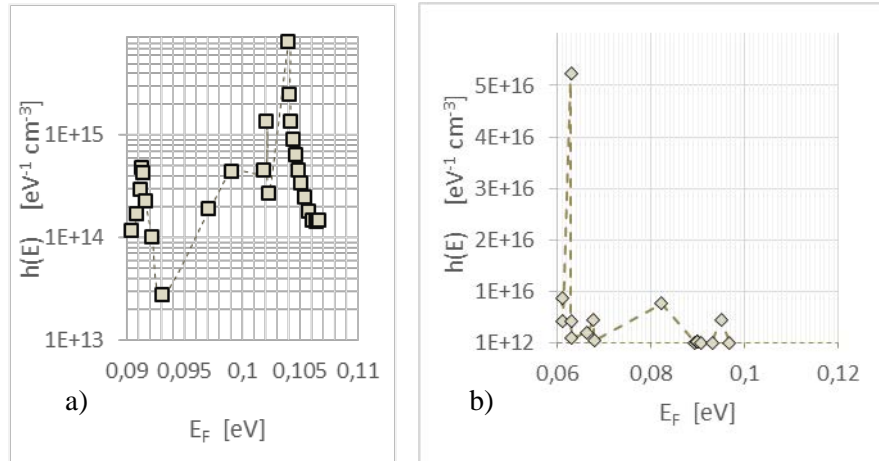 h(E) [eV⁻¹ cm⁻³]
1E+15
1E+14
1E+13
0,09 0,095 0,1 0,105 0,11
a)
E_F [eV]
h(E) [eV⁻¹ cm⁻³]
5E+16
4E+16
3E+16
2E+16
1E+16
1E+12
0,06 0,08 0,1 0,12
b)
E_F [eV]